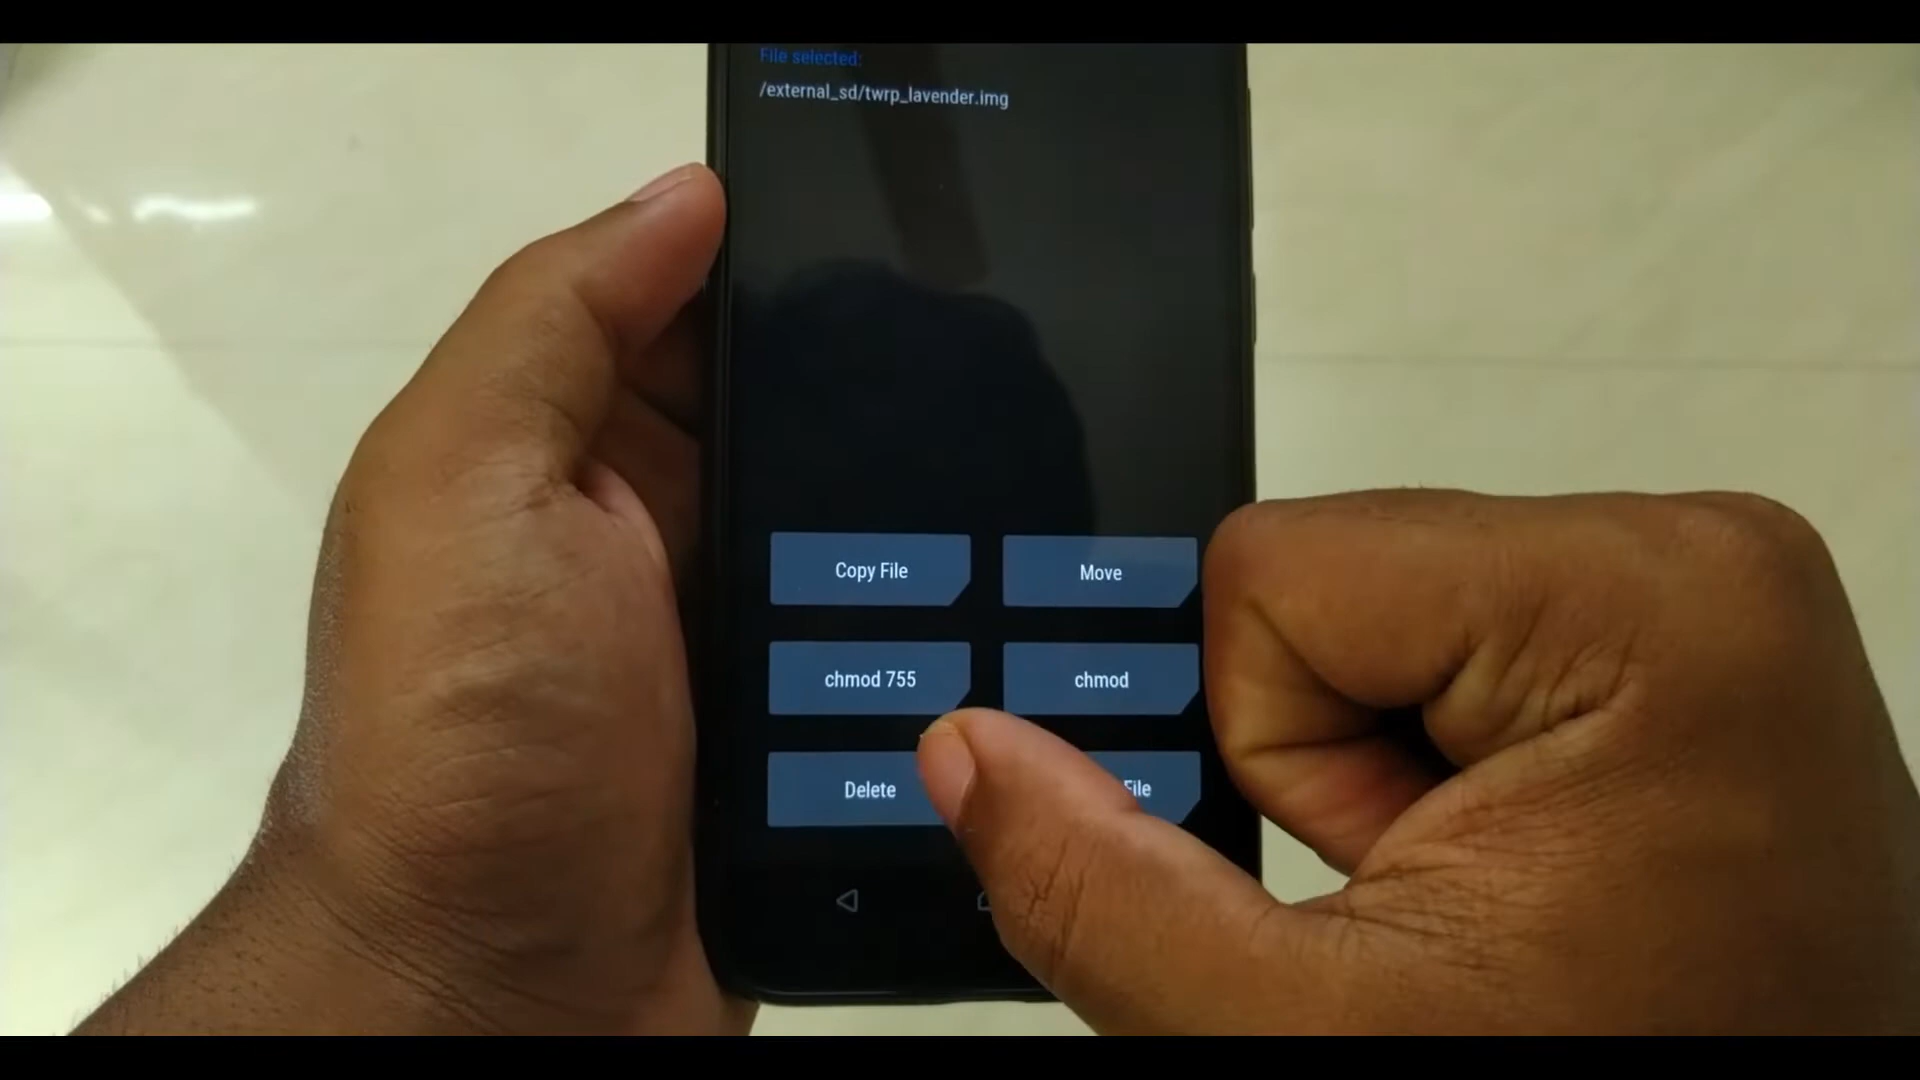 File selected:
/external_sd/twrp_lavender.img
Copy File
Move
chmod 755
chmod
Delete
File